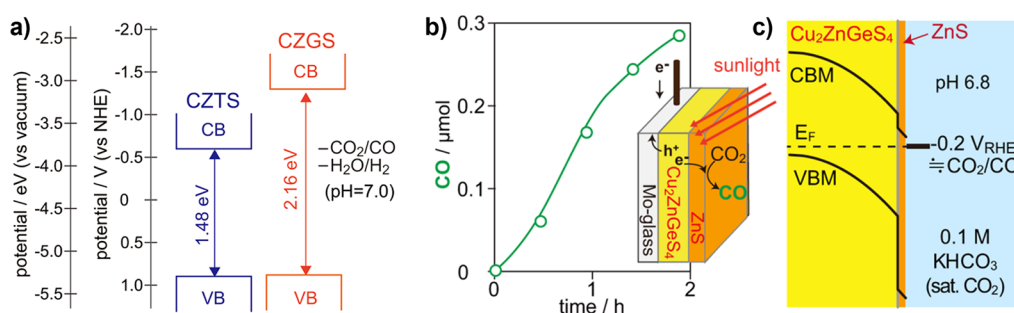 a)
potential / eV (vs vacuum)
-2.5
-3.0
-3.5
-4.0
-4.5
-5.0
-5.5
potential / V (vs NHE)
-2.0
-1.5
-1.0
-0.5
0
0.5
1.0
CZTS
CB
1.48 eV
VB
CZGS
CB
2.16 eV
VB
CO₂/CO
H₂O/H₂
(pH=7.0)
b)
CO / μmol
0.3
0.2
0.1
0
0
1
2
time / h
sunlight
e⁻
h⁺
e⁻
CO₂
CO
Mo-glass
Cu₂ZnGeS₄
ZnS
c)
Cu₂ZnGeS₄
ZnS
CBM
pH 6.8
E_F
-0.2 V_RHE
≒CO₂/CO
VBM
0.1 M
KHCO₃
(sat. CO₂)